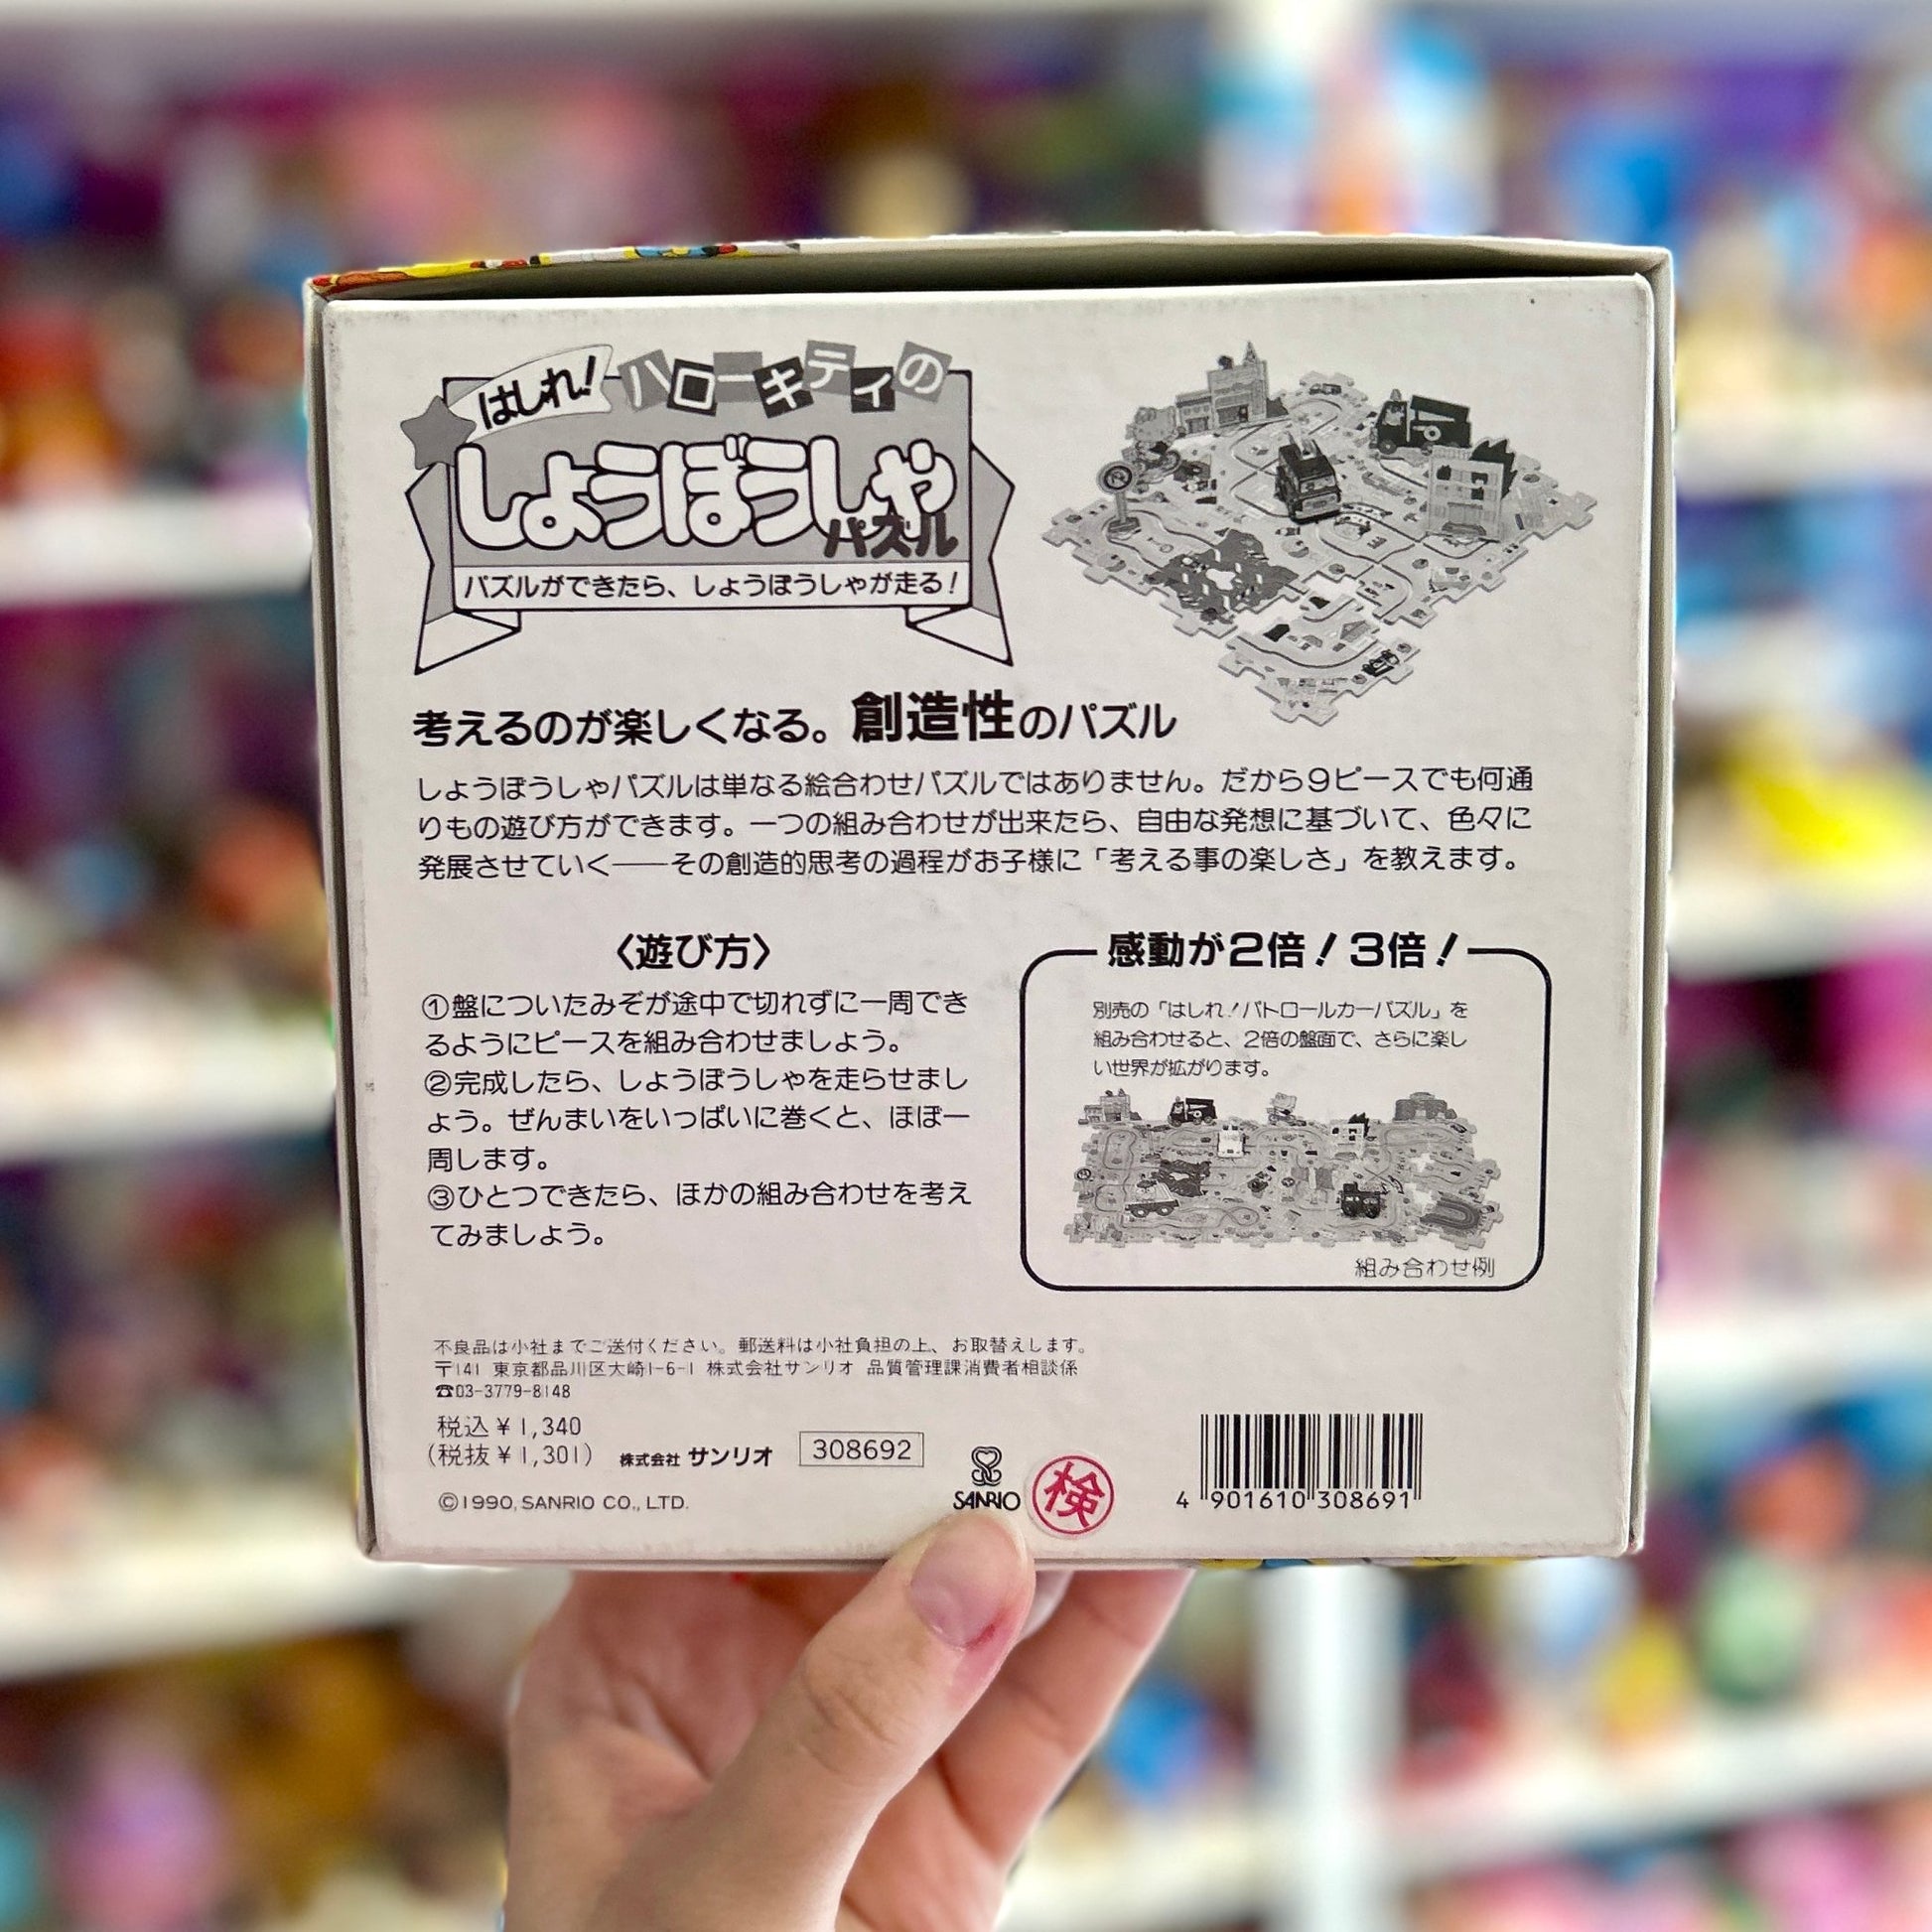 はしれ!ハローキティの
しょうぼうしゃ
パズル
パズルができたら、しょうぼうしゃが走る!
考えるのが楽しくなる。創造性のパズル
しょうぼうしゃパズルは単なる絵合わせパズルではありません。だから9ピースでも何通
りもの遊び方ができます。一つの組み合わせが出来たら、自由な発想に基づいて、色々に
発展させていく——その創造的思考の過程がお子様に「考える事の楽しさ」を教えます。
〈遊び方〉
①盤についたみぞが途中で切れずに一周でき
るようにピースを組み合わせましょう。
②完成したら、しょうぼうしゃを走らせまし
ょう。ぜんまいをいっぱいに巻くと、ほぼ一
周します。
③ひとつできたら、ほかの組み合わせを考え
てみましょう。
感動が2倍!3倍!
別売の「はしれ!パトロールカーパズル」を
組み合わせると、2倍の盤面で、さらに楽し
い世界が拡がります。
組み合わせ例
不良品は小社までご送付ください。郵送料は小社負担の上、お取替えします。
〒141 東京都品川区大崎1-6-1 株式会社サンリオ 品質管理課消費者相談係
☎03-3779-8148
税込¥1,340
(税抜¥1,301) 株式会社サンリオ 308692
©1990, SANRIO CO., LTD.
SANRIO
検
4 901610 308691